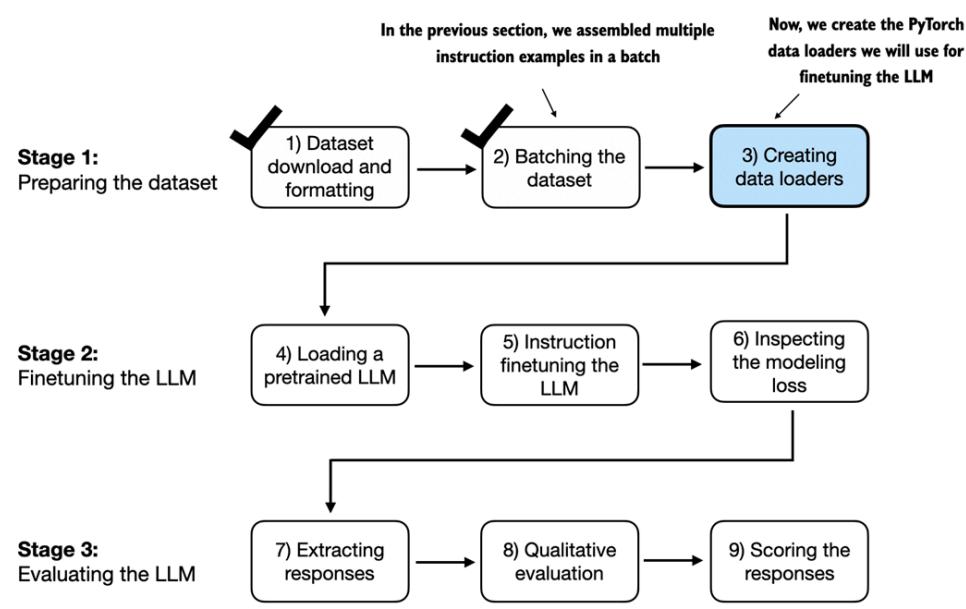 In the previous section, we assembled multiple
instruction examples in a batch
Now, we create the PyTorch
data loaders we will use for
finetuning the LLM
Stage 1:
Preparing the dataset
1) Dataset
download and
formatting
2) Batching the
dataset
3) Creating
data loaders
Stage 2:
Finetuning the LLM
4) Loading a
pretrained LLM
5) Instruction
finetuning the
LLM
6) Inspecting
the modeling
loss
Stage 3:
Evaluating the LLM
7) Extracting
responses
8) Qualitative
evaluation
9) Scoring the
responses